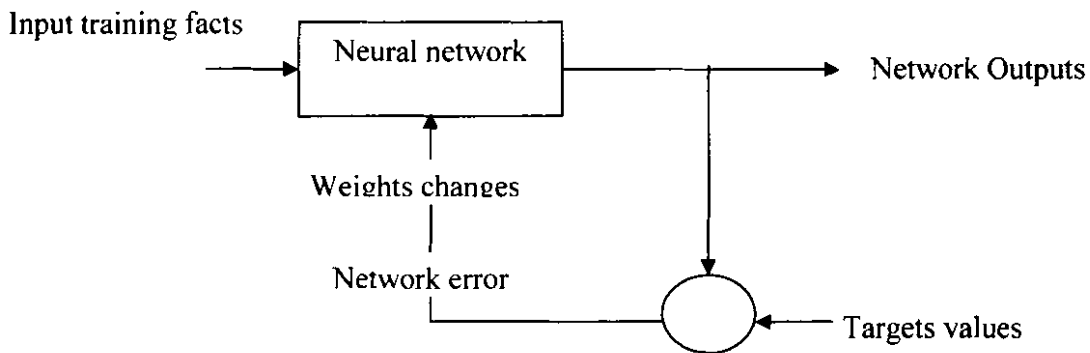 Input training facts
Neural network
Network Outputs
Weights changes
Network error
Targets values